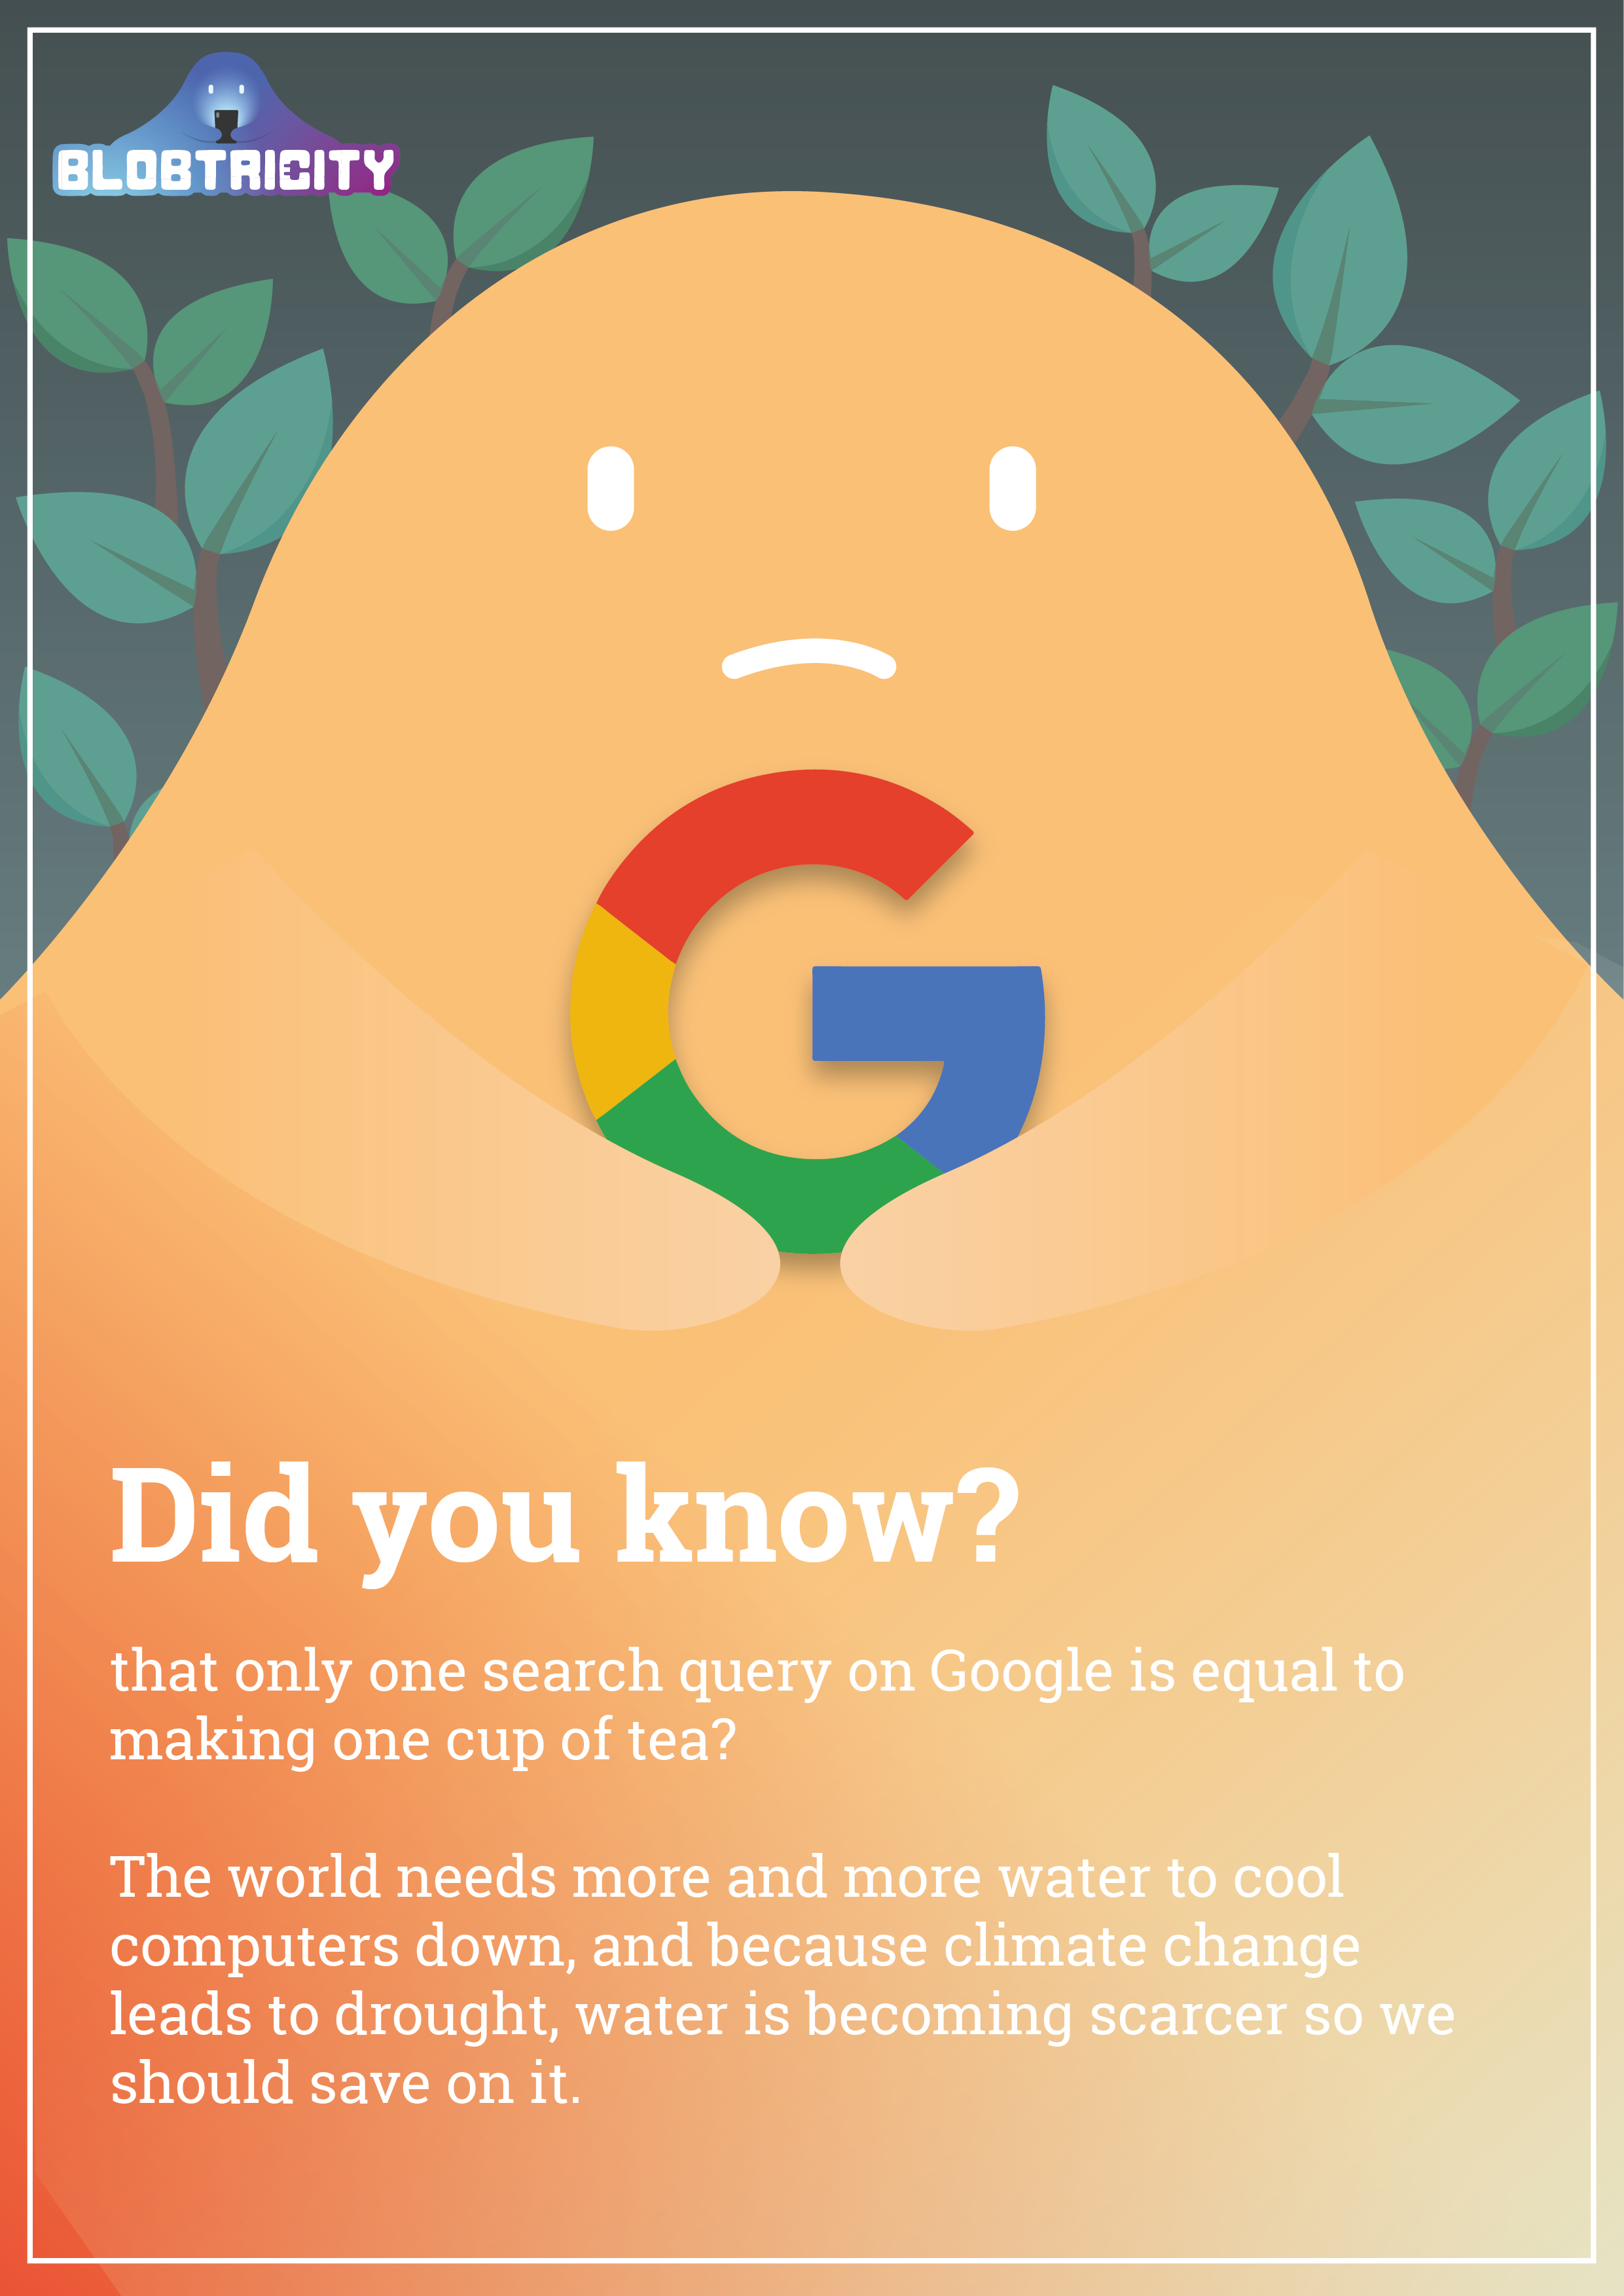 BLOBTRICITY
G
Did you know?
that only one search query on Google is equal to
making one cup of tea?
The world needs more and more water to cool
computers down, and because climate change
leads to drought, water is becoming scarcer so we
should save on it.